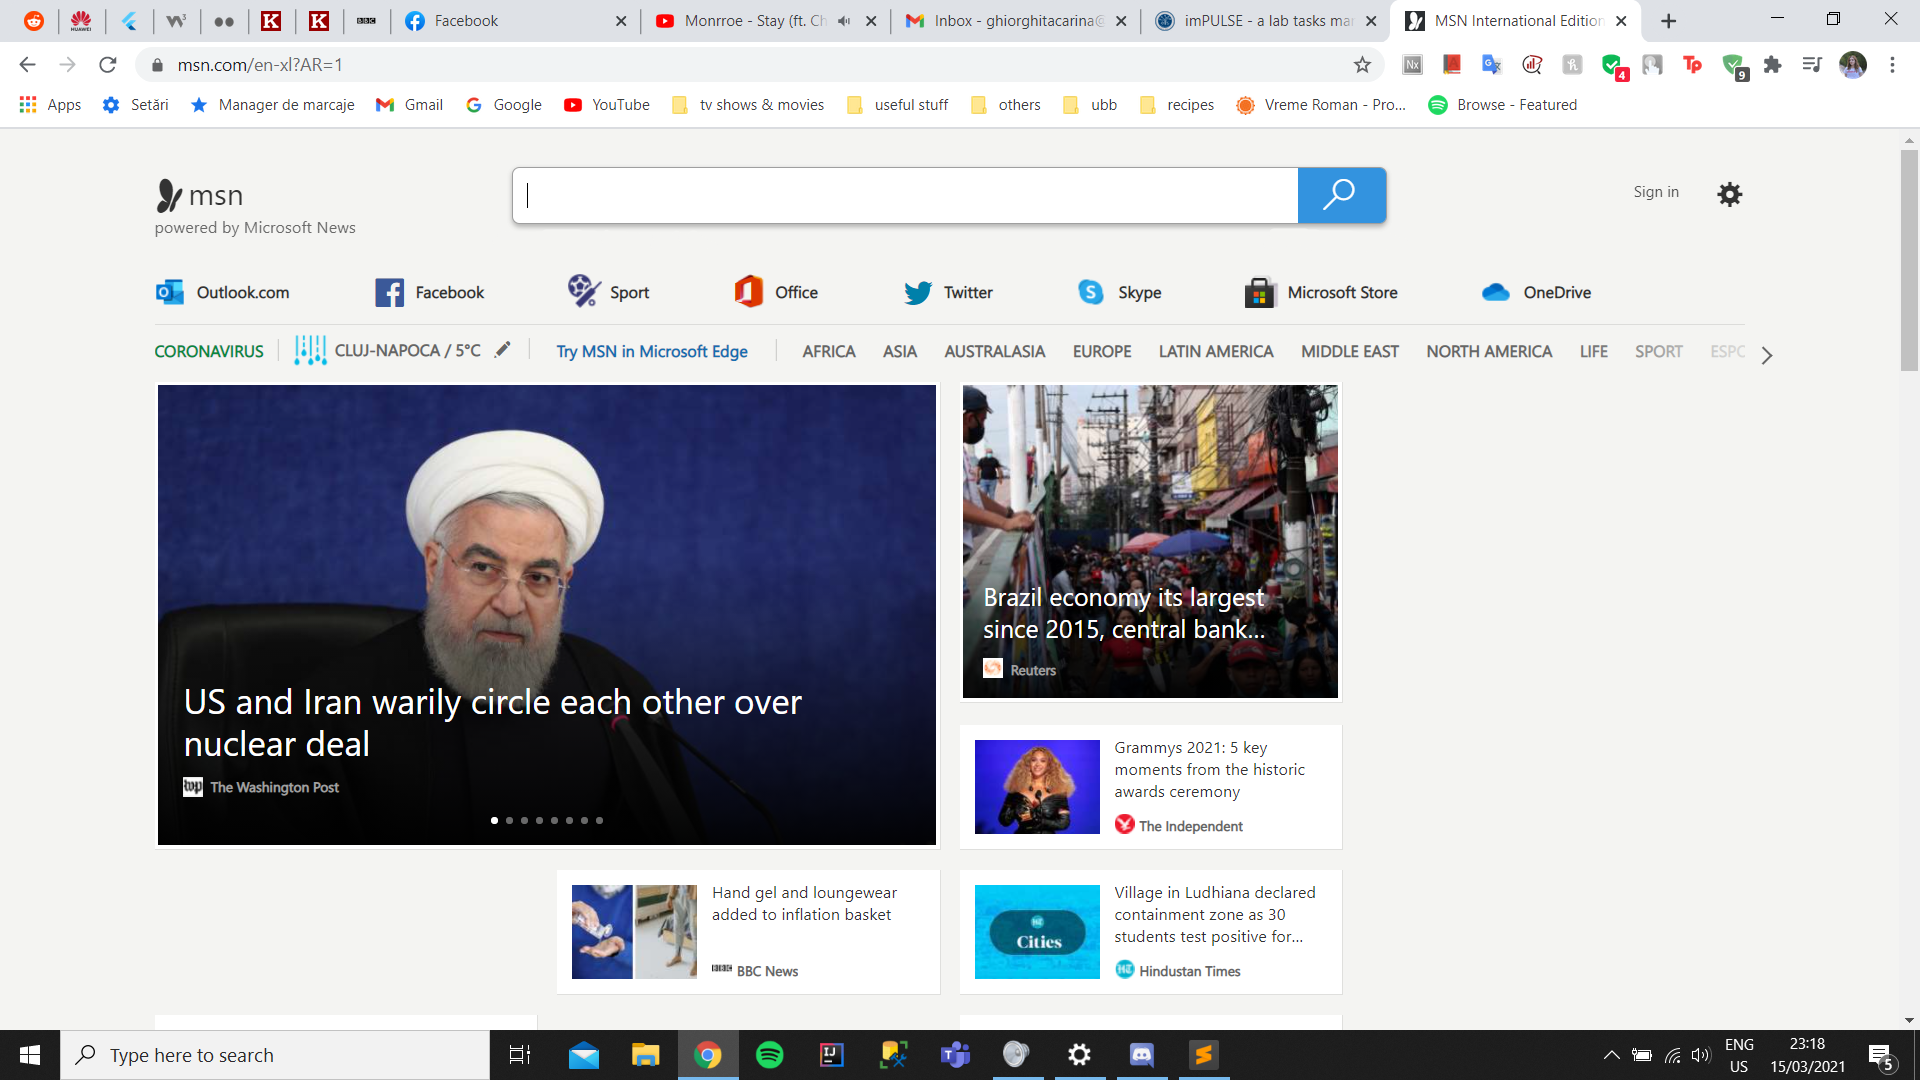 Facebook
Monrroe - Stay (ft. Ch
Inbox - ghiorghitacarina@
imPULSE - a lab tasks mar
MSN International Edition
msn.com/en-xl?AR=1
4
9
Apps
Setări
Manager de marcaje
Gmail
Google
YouTube
tv shows & movies
useful stuff
others
ubb
recipes
Vreme Roman - Pro...
Browse - Featured
msn
powered by Microsoft News
Sign in
Outlook.com
Facebook
Sport
Office
Twitter
Skype
Microsoft Store
OneDrive
CORONAVIRUS
CLUJ-NAPOCA / 5°C
Try MSN in Microsoft Edge
AFRICA
ASIA
AUSTRALASIA
EUROPE
LATIN AMERICA
MIDDLE EAST
NORTH AMERICA
LIFE
SPORT
ESPO
US and Iran warily circle each other over
nuclear deal
wp The Washington Post
Brazil economy its largest
since 2015, central bank...
Reuters
Grammys 2021: 5 key
moments from the historic
awards ceremony
The Independent
Hand gel and loungewear
added to inflation basket
BBC News
Cities
Village in Ludhiana declared
containment zone as 30
students test positive for...
HT Hindustan Times
Type here to search
ENG
US
23:18
15/03/2021
5